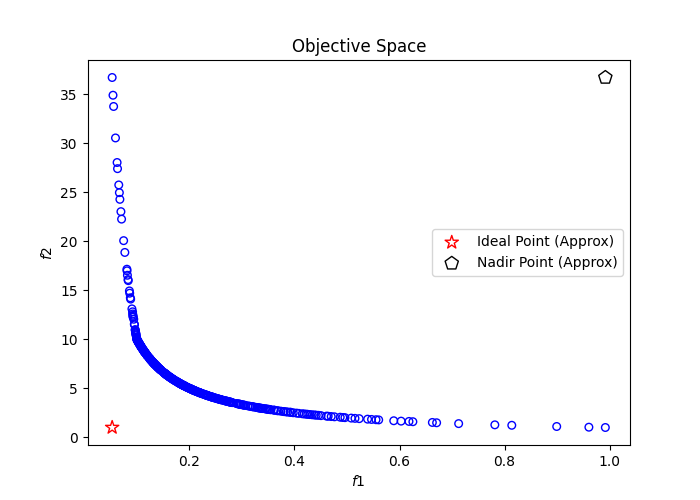 Objective Space
35
30
25
20
15
10
5
0
f2
Ideal Point (Approx)
Nadir Point (Approx)
0.2 0.4 0.6 0.8 1.0
f1